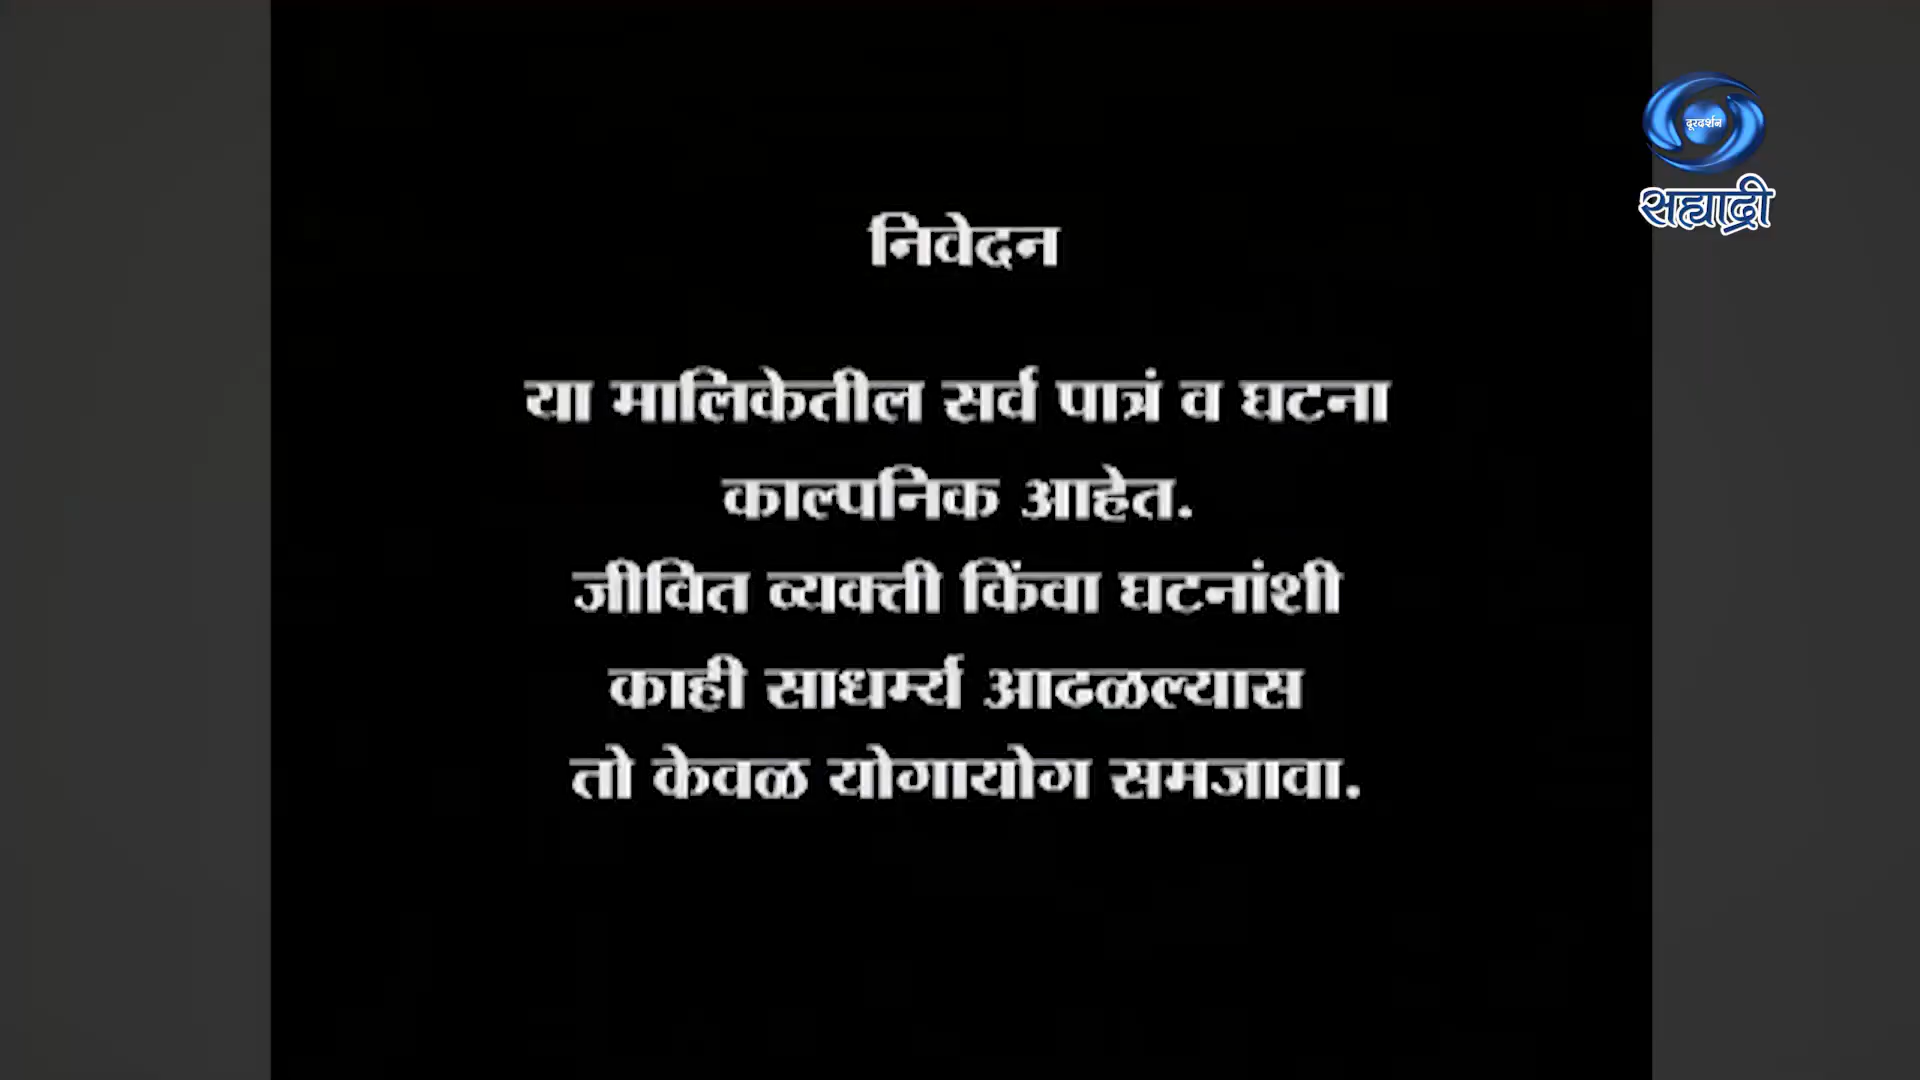 दूरदर्शन
सह्याद्री
निवेदन
या मालिकेतील सर्व पात्रं व घटना
काल्पनिक आहेत.
जीवित व्यक्ती किंवा घटनांशी
काही साधर्म्य आढळल्यास
तो केवळ योगायोग समजावा.